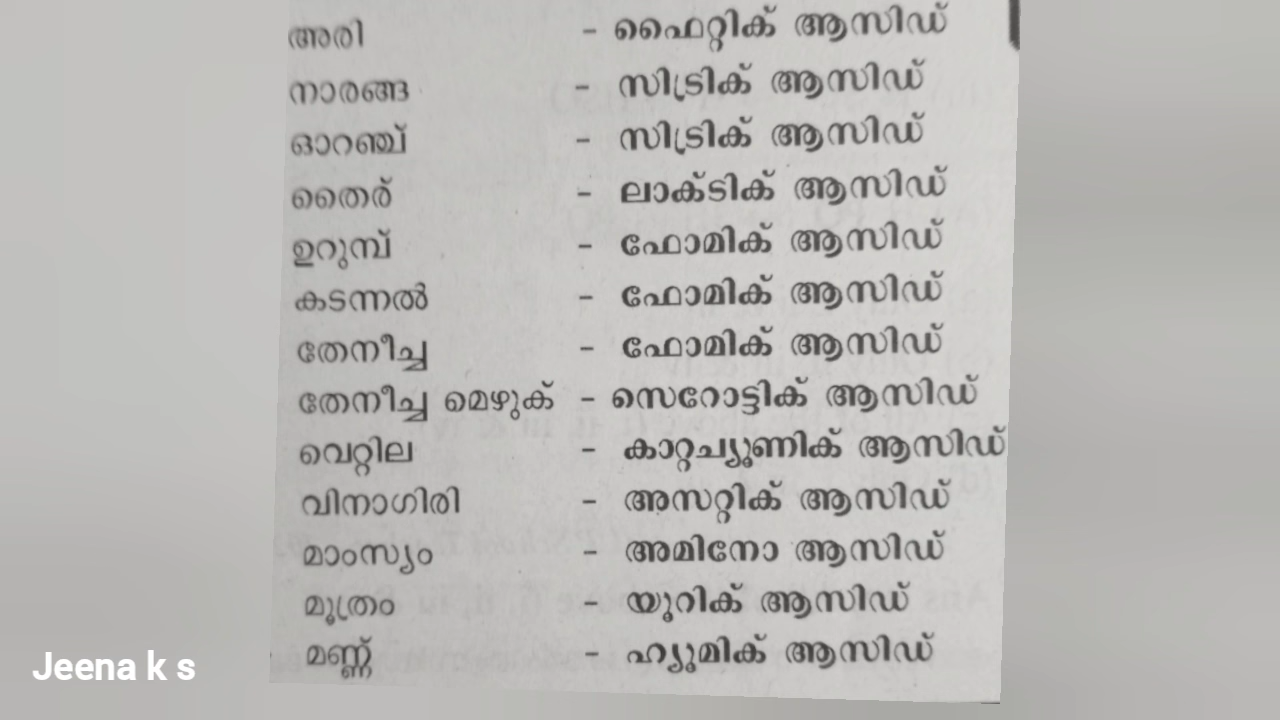 അരി - ഫൈറ്റിക് ആസിഡ്
നാരങ്ങ - സിട്രിക് ആസിഡ്
ഓറഞ്ച് - സിട്രിക് ആസിഡ്
തൈര് - ലാക്ടിക് ആസിഡ്
ഉറുമ്പ് - ഫോമിക് ആസിഡ്
കടന്നൽ - ഫോമിക് ആസിഡ്
തേനീച്ച - ഫോമിക് ആസിഡ്
തേനീച്ച മെഴുക് - സെറോട്ടിക് ആസിഡ്
വെറ്റില - കാറ്റച്യൂണിക് ആസിഡ്
വിനാഗിരി - അസറ്റിക് ആസിഡ്
മാംസ്യം - അമിനോ ആസിഡ്
മൂത്രം - യൂറിക് ആസിഡ്
മണ്ണ് - ഹ്യൂമിക് ആസിഡ്
Jeena k s